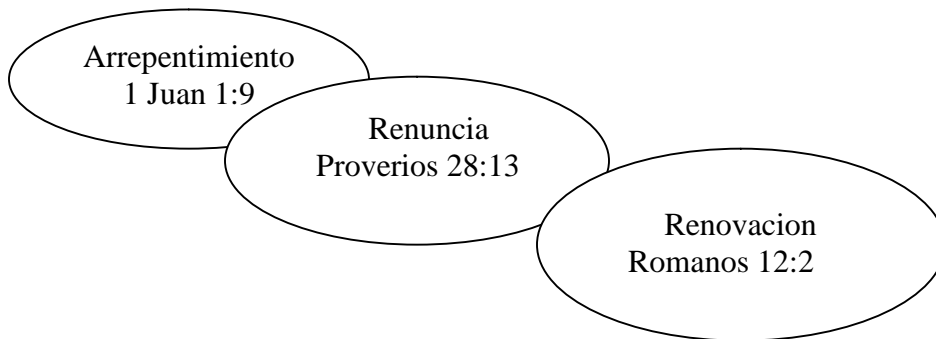 Arrepentimiento
1 Juan 1:9
Renuncia
Proverios 28:13
Renovacion
Romanos 12:2